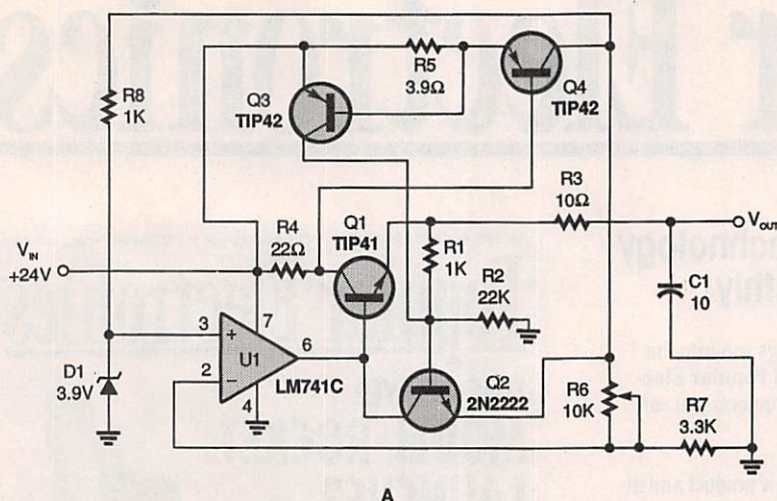 R8
1K
Q3
TIP42
R5
3.9Ω
Q4
TIP42
R3
10Ω
VOUT
VIN
+24V
R4
22Ω
Q1
TIP41
R1
1K
R2
22K
C1
10
3
+
7
U1
6
2
−
4
LM741C
D1
3.9V
Q2
2N2222
R6
10K
R7
3.3K
A